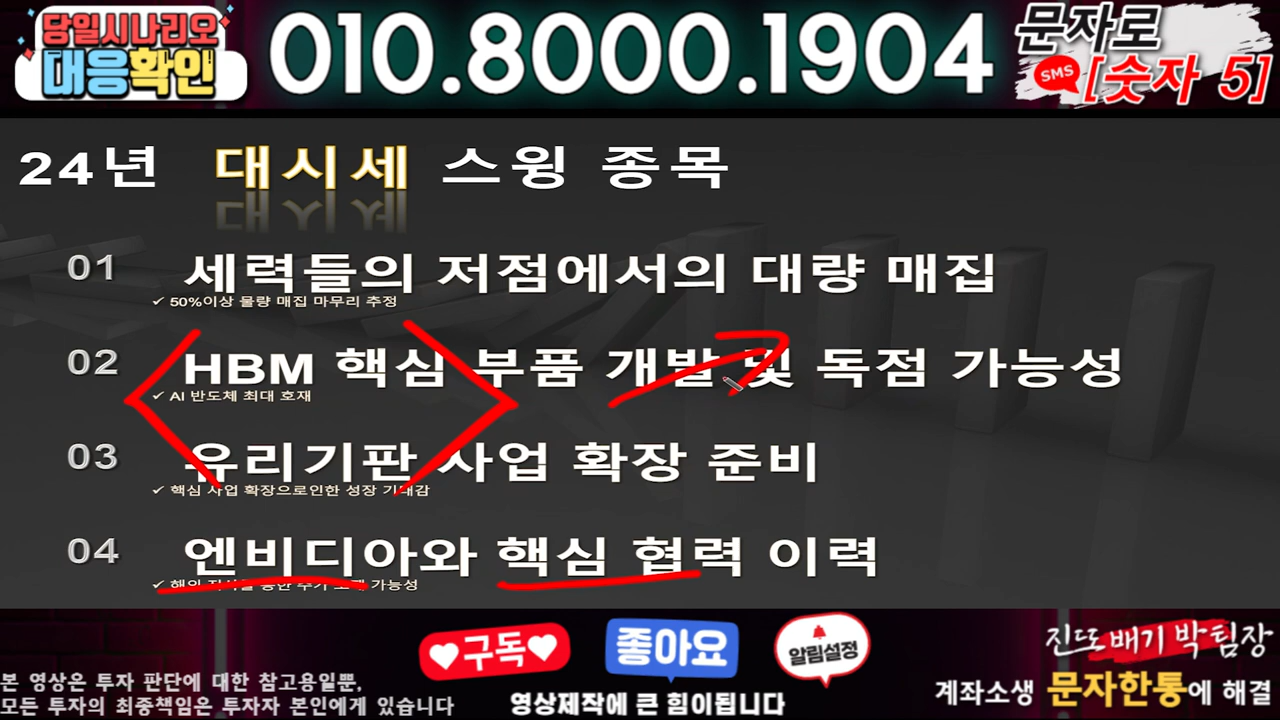 당일시나리오
대응확인
010.8000.1904
문자로
SMS [숫자 5]
24년 대시세 스윙 종목
01 세력들의 저점에서의 대량 매집
✓ 50%이상 물량 매집 마무리 추정
02 HBM 핵심 부품 개발 및 독점 가능성
✓ AI 반도체 최대 호재
03 유리기판 사업 확장 준비
✓ 핵심 사업 확장으로인한 성장 기대감
04 엔비디아와 핵심 협력 이력
✓ 해외 통한 추가 가능성
구독
좋아요
알림설정
영상제작에 큰 힘이됩니다
본 영상은 투자 판단에 대한 참고용일뿐,
모든 투자의 최종책임은 투자자 본인에게 있습니다
진또배기 박팀장
계좌소생 문자한통에 해결